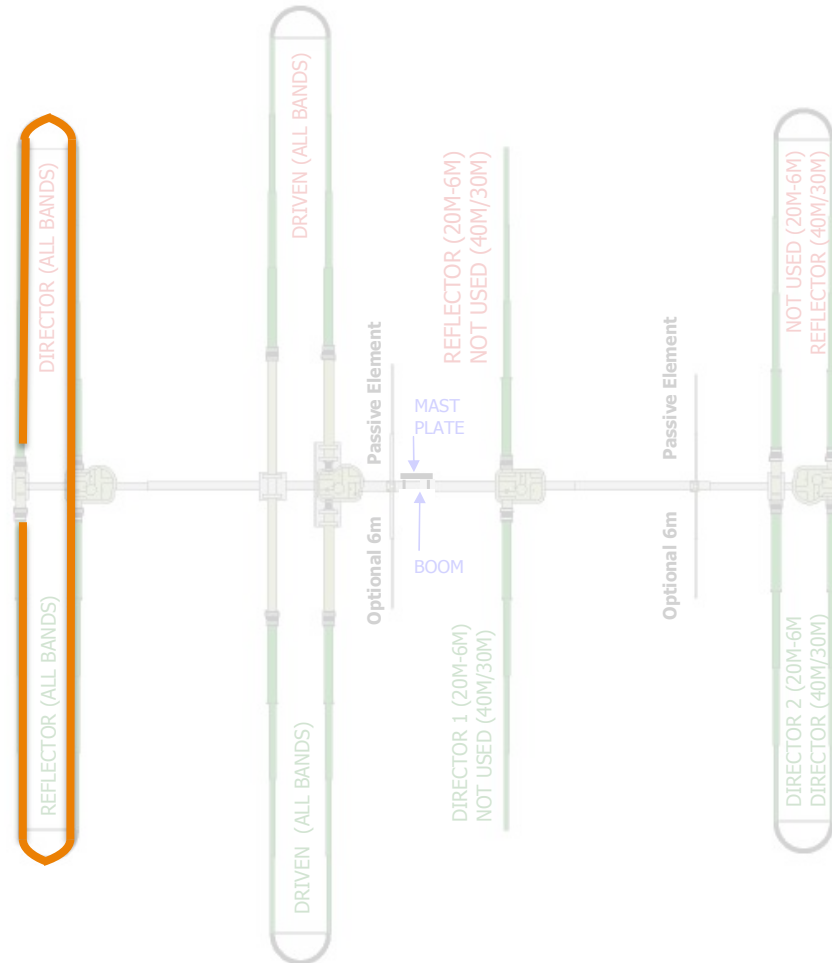 DIRECTOR (ALL BANDS)
REFLECTOR (ALL BANDS)
DRIVEN (ALL BANDS)
DRIVEN (ALL BANDS)
Optional 6m Passive Element
MAST
PLATE
BOOM
REFLECTOR (20M-6M)
NOT USED (40M/30M)
DIRECTOR 1 (20M-6M)
NOT USED (40M/30M)
Optional 6m Passive Element
NOT USED (20M-6M)
REFLECTOR (40M/30M)
DIRECTOR 2 (20M-6M
DIRECTOR (40M/30M)